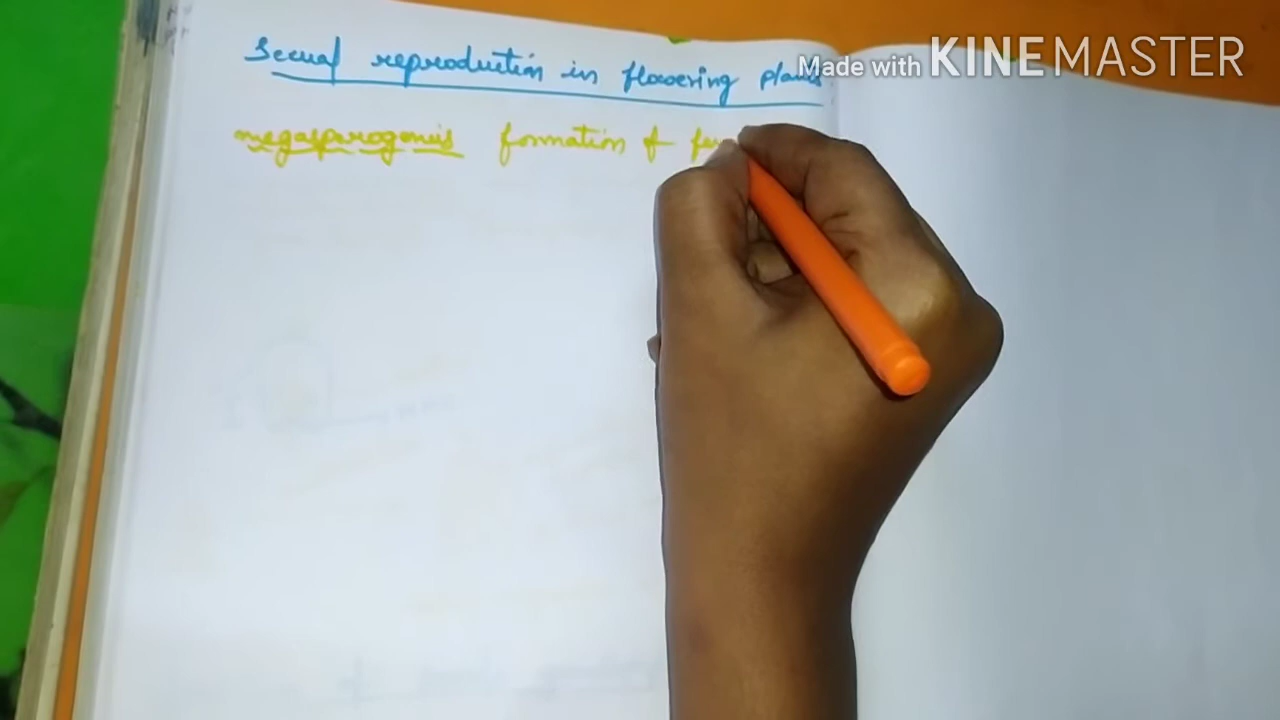 Sexual reproduction in flowering plants
Made with KINEMASTER
megasporogenesis formation of